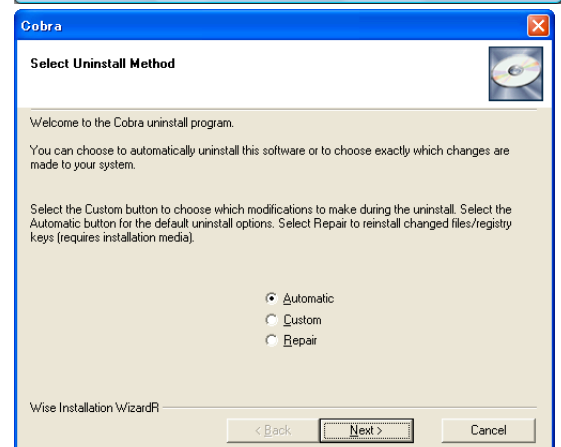 Cobra
Select Uninstall Method
Welcome to the Cobra uninstall program.
You can choose to automatically uninstall this software or to choose exactly which changes are
made to your system.
Select the Custom button to choose which modifications to make during the uninstall. Select the
Automatic button for the default uninstall options. Select Repair to reinstall changed files/registry
keys (requires installation media).
Automatic
Custom
Repair
Wise Installation WizardR
< Back
Next >
Cancel